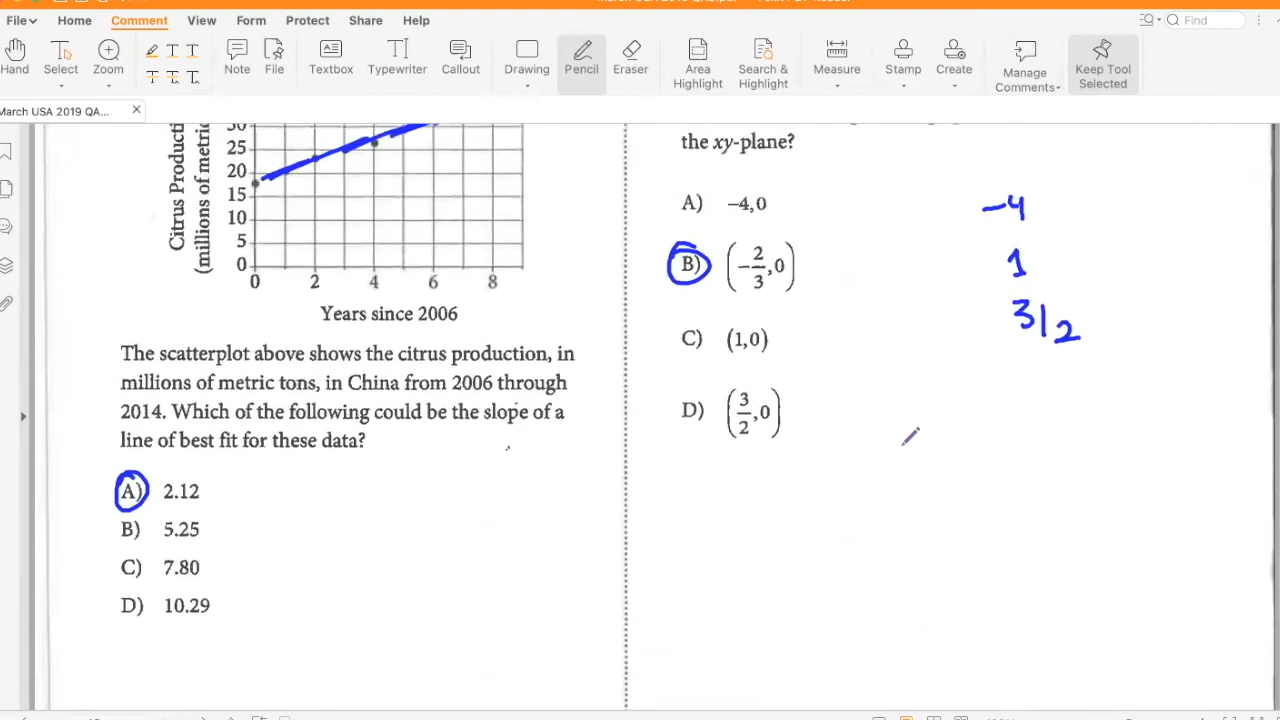 File
Home
Comment
View
Form
Protect
Share
Help
Find
Hand
Select
Zoom
Note
File
Textbox
Typewriter
Callout
Drawing
Pencil
Eraser
Area
Highlight
Search &
Highlight
Measure
Stamp
Create
Manage
Comments
Keep Tool
Selected
March USA 2019 QA...
Citrus Produc
(millions of metric
30
25
20
15
10
5
0
0 2 4 6 8
Years since 2006
The scatterplot above shows the citrus production, in
millions of metric tons, in China from 2006 through
2014. Which of the following could be the slope of a
line of best fit for these data?
A) 2.12
B) 5.25
C) 7.80
D) 10.29
the xy-plane?
A) −4,0
B) (−2/3,0)
C) (1,0)
D) (3/2,0)
-4
1
3/2